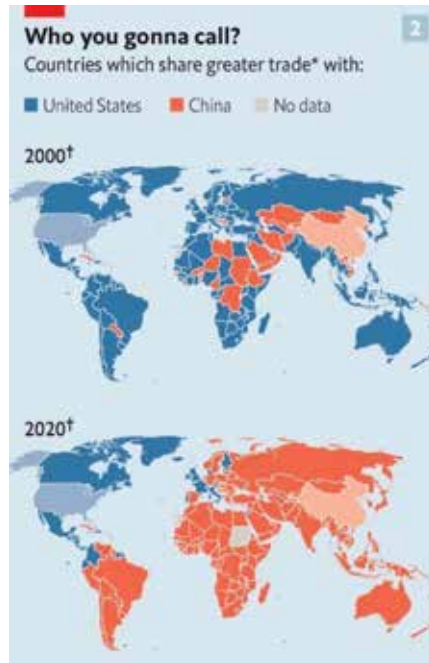 2
Who you gonna call?
Countries which share greater trade* with:
United States China No data
2000†
2020†